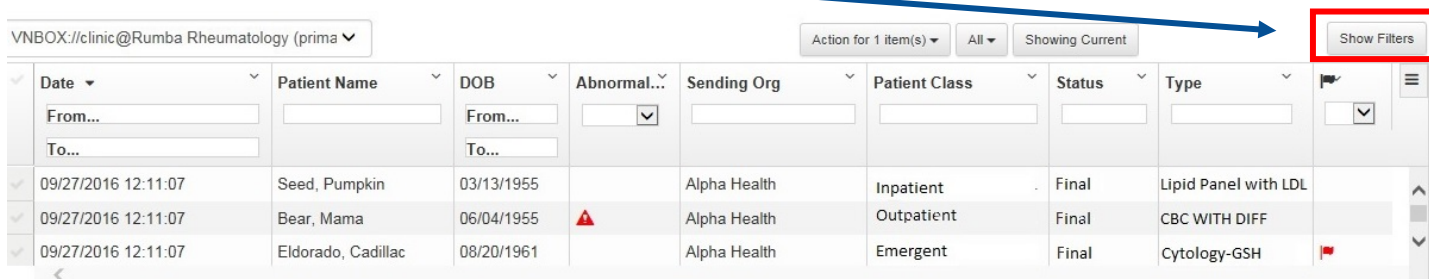 VNBOX://clinic@Rumba Rheumatology (prima Action for 1 item(s) All Showing Current Show Filters
Date Patient Name DOB Abnormal... Sending Org Patient Class Status Type
From... From...
To... To...
09/27/2016 12:11:07 Seed, Pumpkin 03/13/1955 Alpha Health Inpatient Final Lipid Panel with LDL
09/27/2016 12:11:07 Bear, Mama 06/04/1955 Alpha Health Outpatient Final CBC WITH DIFF
09/27/2016 12:11:07 Eldorado, Cadillac 08/20/1961 Alpha Health Emergent Final Cytology-GSH